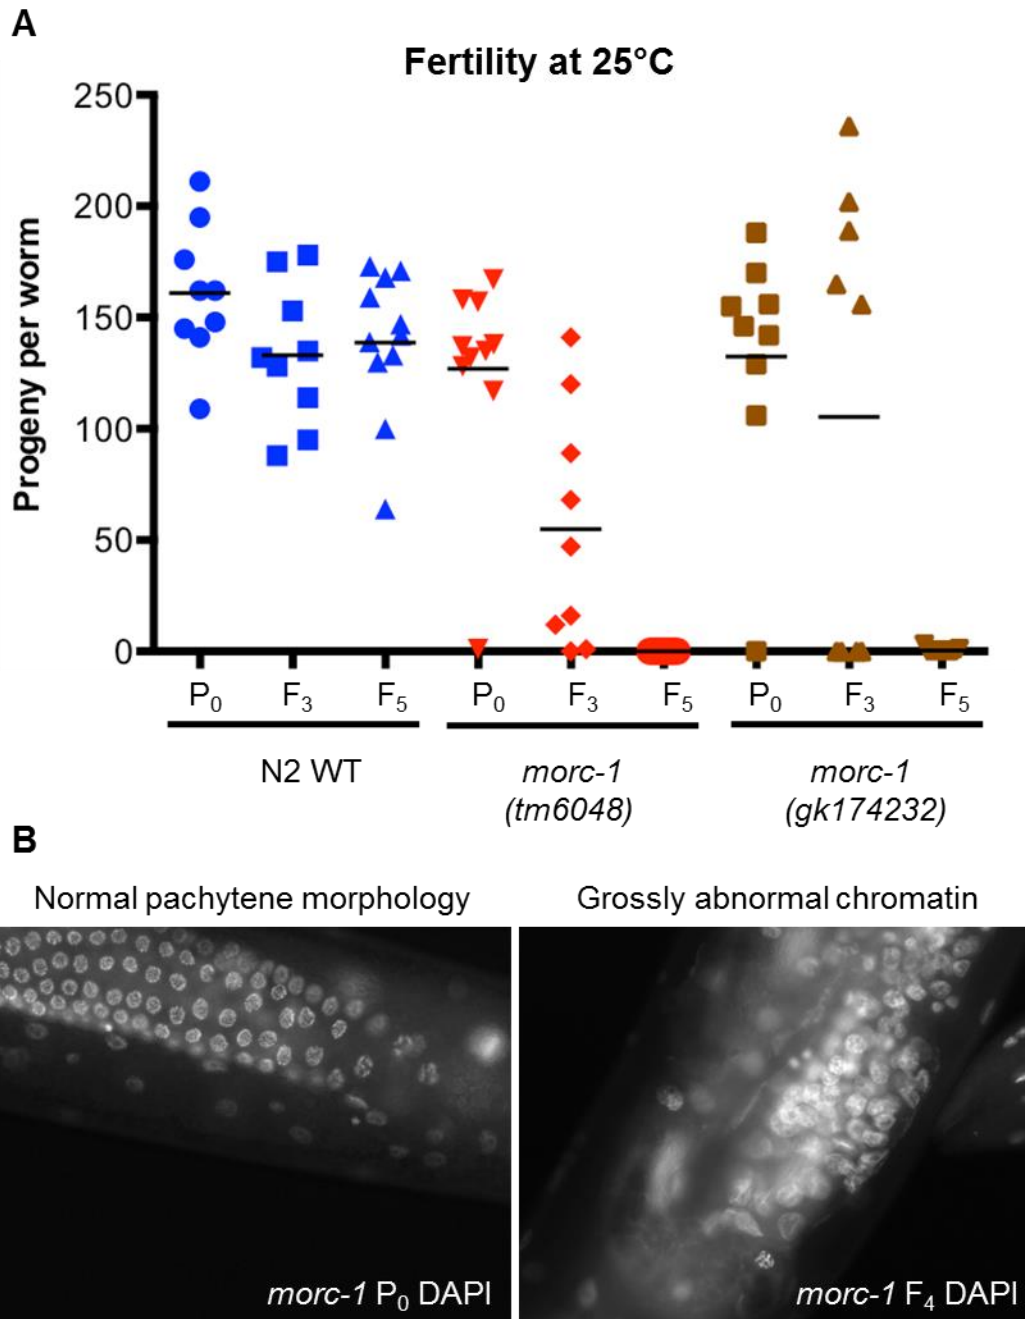 A
Fertility at 25°C
Progeny per worm
250
200
150
100
50
0
P0 F3 F5 P0 F3 F5 P0 F3 F5
N2 WT morc-1 morc-1
(tm6048) (gk174232)
B
Normal pachytene morphology Grossly abnormal chromatin
morc-1 P0 DAPI morc-1 F4 DAPI